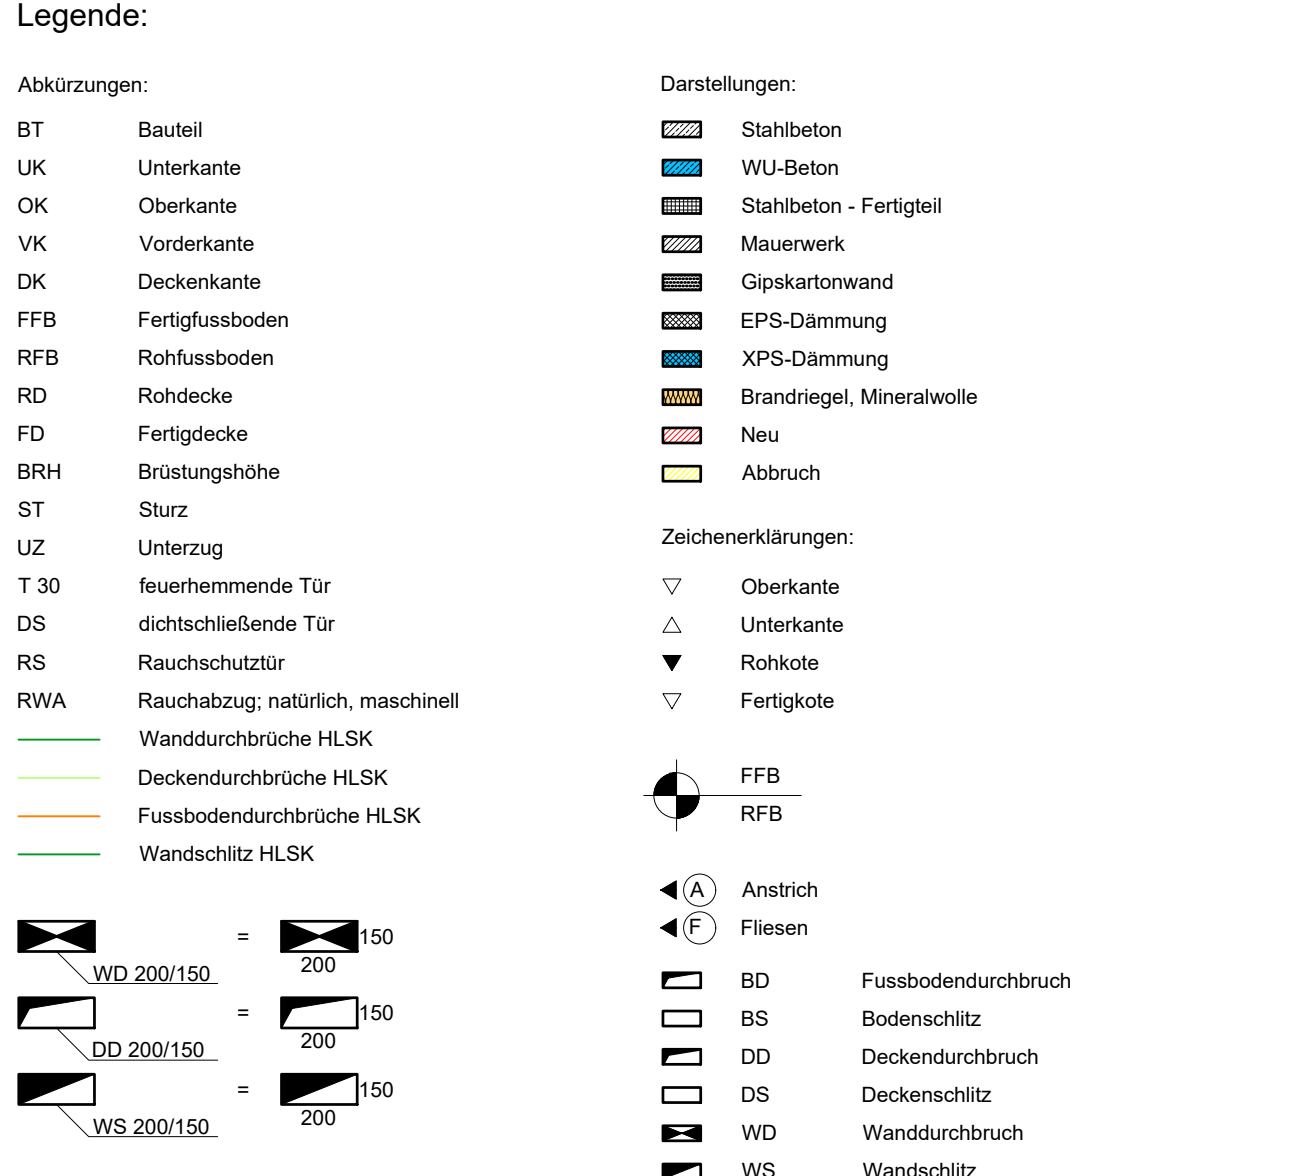 Legende:
Abkürzungen:
BT Bauteil
UK Unterkante
OK Oberkante
VK Vorderkante
DK Deckenkante
FFB Fertigfussboden
RFB Rohfussboden
RD Rohdecke
FD Fertigdecke
BRH Brüstungshöhe
ST Sturz
UZ Unterzug
T 30 feuerhemmende Tür
DS dichtschließende Tür
RS Rauchschutztür
RWA Rauchabzug; natürlich, maschinell
Wanddurchbrüche HLSK
Deckendurchbrüche HLSK
Fussbodendurchbrüche HLSK
Wandschlitz HLSK
= 150
WD 200/150 200
= 150
DD 200/150 200
= 150
WS 200/150 200
Darstellungen:
Stahlbeton
WU-Beton
Stahlbeton - Fertigteil
Mauerwerk
Gipskartonwand
EPS-Dämmung
XPS-Dämmung
Brandriegel, Mineralwolle
Neu
Abbruch
Zeichenerklärungen:
Oberkante
Unterkante
Rohkote
Fertigkote
FFB
RFB
A Anstrich
F Fliesen
BD Fussbodendurchbruch
BS Bodenschlitz
DD Deckendurchbruch
DS Deckenschlitz
WD Wanddurchbruch
WS Wandschlitz